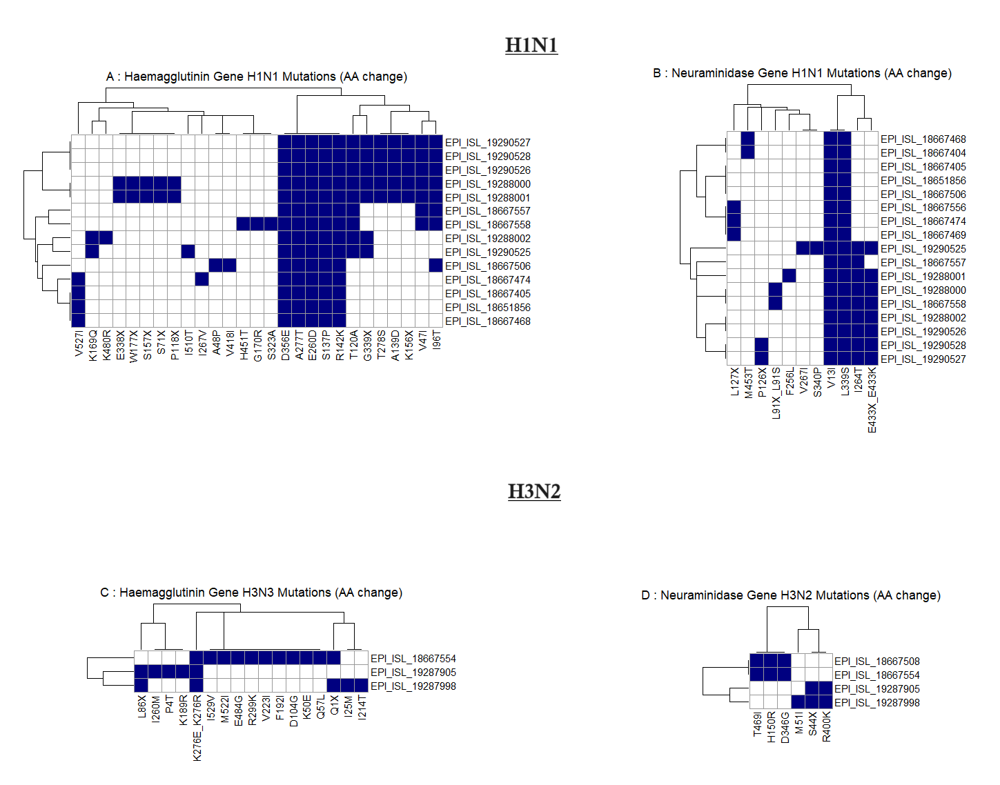 H1N1
A : Haemagglutinin Gene H1N1 Mutations (AA change)
EPI_ISL_19290527
EPI_ISL_19290528
EPI_ISL_19290526
EPI_ISL_19288000
EPI_ISL_19288001
EPI_ISL_18667557
EPI_ISL_18667558
EPI_ISL_19288002
EPI_ISL_19290525
EPI_ISL_18667506
EPI_ISL_18667474
EPI_ISL_18667405
EPI_ISL_18651856
EPI_ISL_18667468
V527I
K169Q
K480R
E338X
W177X
S157X
S71X
P118X
I510T
I267V
A48P
V418I
H451T
G170R
S323A
D356E
A277T
E260D
S137P
R142K
T120A
G339X
T278S
A139D
K156X
V47I
I96T
B : Neuraminidase Gene H1N1 Mutations (AA change)
EPI_ISL_18667468
EPI_ISL_18667404
EPI_ISL_18667405
EPI_ISL_18651856
EPI_ISL_18667506
EPI_ISL_18667556
EPI_ISL_18667474
EPI_ISL_18667469
EPI_ISL_19290525
EPI_ISL_18667557
EPI_ISL_19288001
EPI_ISL_19288000
EPI_ISL_18667558
EPI_ISL_19288002
EPI_ISL_19290526
EPI_ISL_19290528
EPI_ISL_19290527
L127X
M453T
P126X
L91X_L91S
F256L
V267I
S340P
V13I
L339S
I264T
E433X_E433K
H3N2
C : Haemagglutinin Gene H3N3 Mutations (AA change)
EPI_ISL_18667554
EPI_ISL_19287905
EPI_ISL_19287998
L86X
I260M
P4T
K189R
K276E_K276R
I529V
M522I
E484G
R299K
V223I
F192I
D104G
K50E
Q57L
Q1X
I25M
I214T
D : Neuraminidase Gene H3N2 Mutations (AA change)
EPI_ISL_18667508
EPI_ISL_18667554
EPI_ISL_19287905
EPI_ISL_19287998
T469I
H150R
D346G
M51I
S44X
R400K